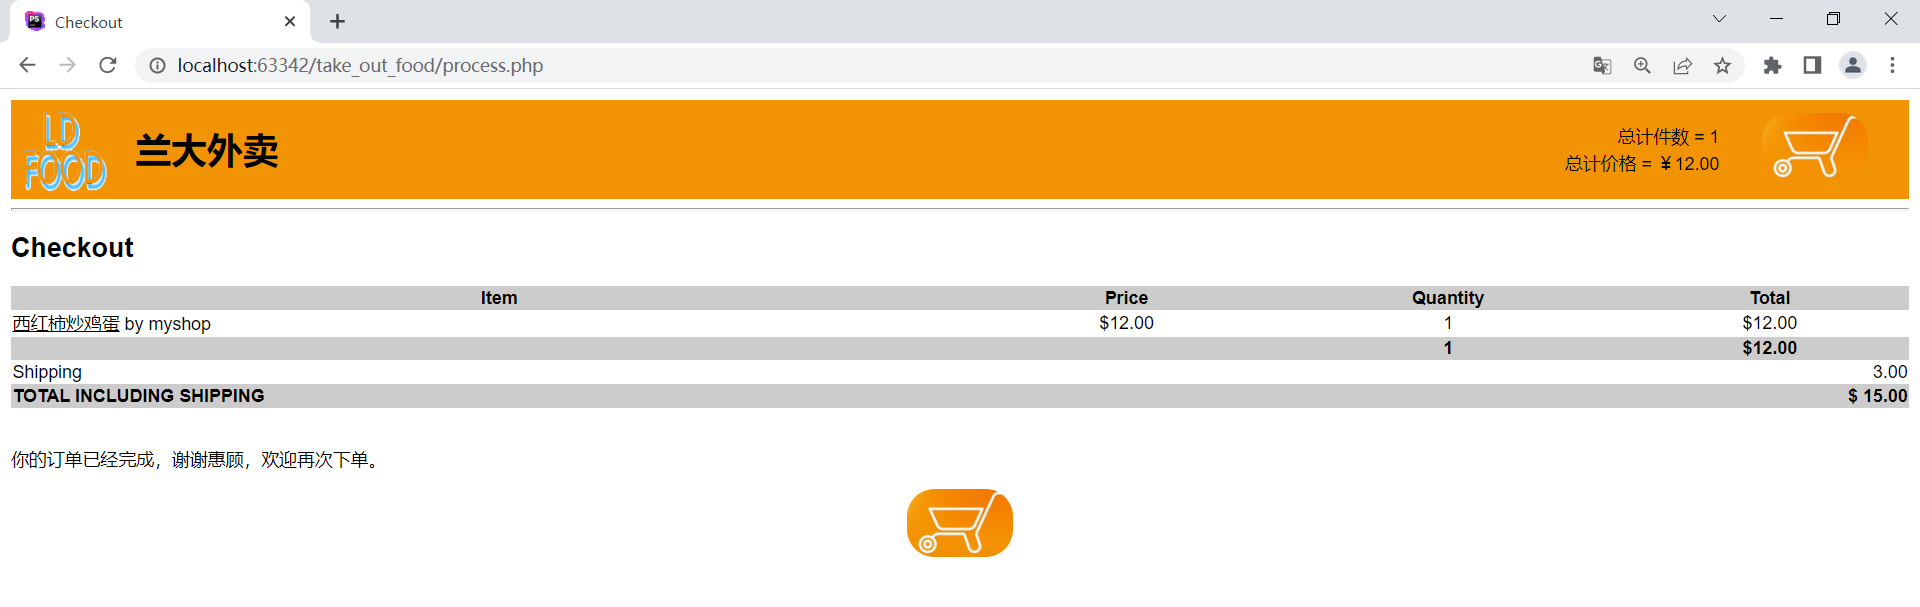 Checkout
localhost:63342/take_out_food/process.php
LD
FOOD
兰大外卖
总计件数 = 1
总计价格 = ￥12.00
Checkout
Item Price Quantity Total
西红柿炒鸡蛋 by myshop $12.00 1 $12.00
1 $12.00
Shipping 3.00
TOTAL INCLUDING SHIPPING $ 15.00
你的订单已经完成，谢谢惠顾，欢迎再次下单。